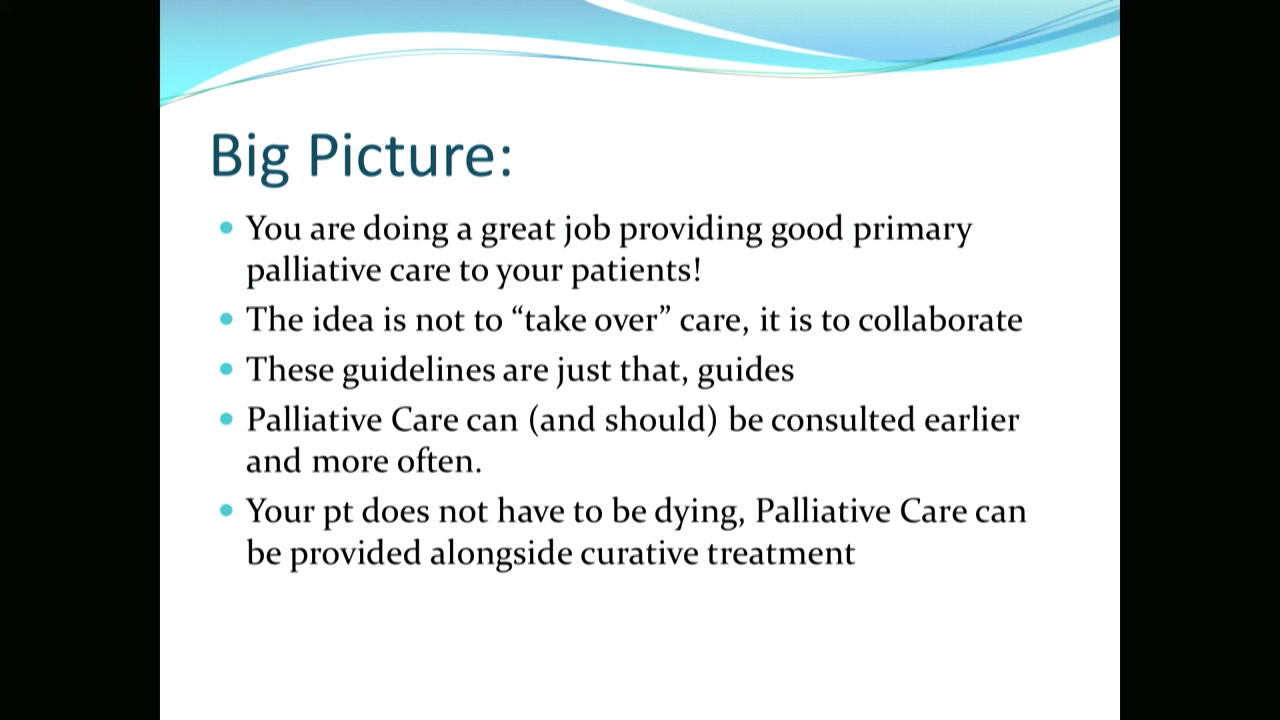 Big Picture:
• You are doing a great job providing good primary
palliative care to your patients!
• The idea is not to “take over” care, it is to collaborate
• These guidelines are just that, guides
• Palliative Care can (and should) be consulted earlier
and more often.
• Your pt does not have to be dying, Palliative Care can
be provided alongside curative treatment